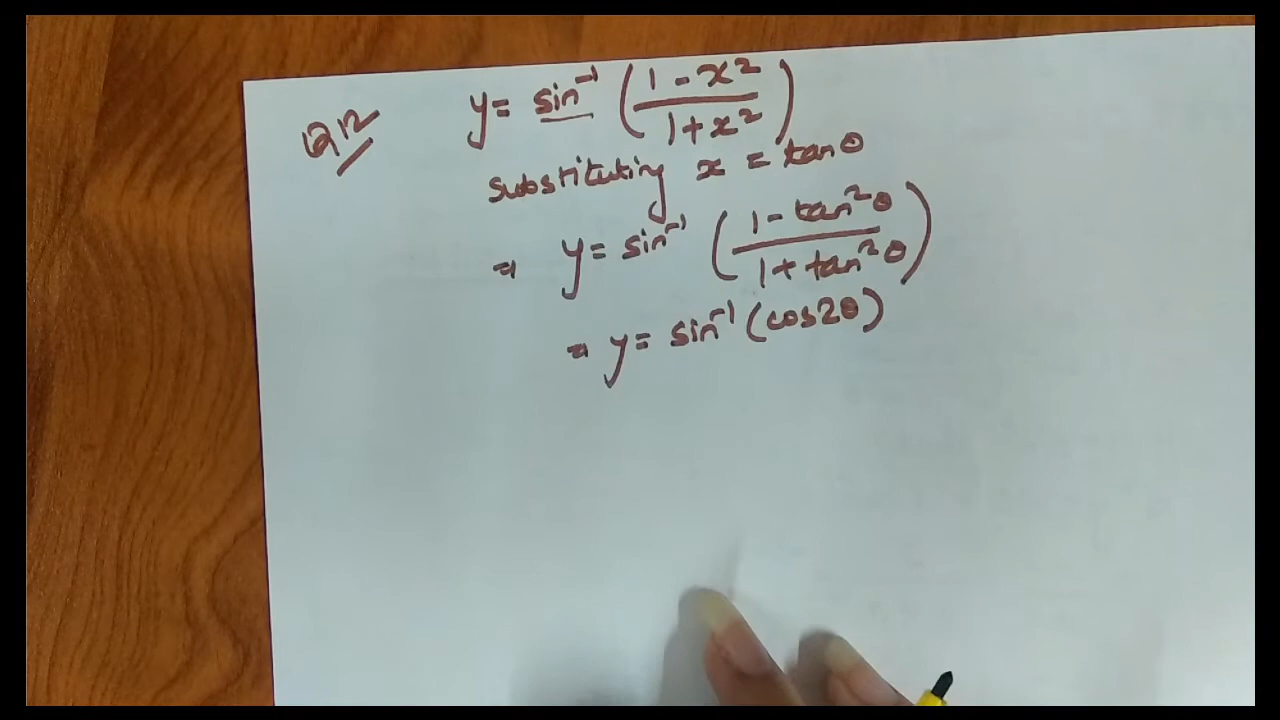 Q12 y = sin⁻¹ ((1 - x²)/(1 + x²))
substituting x = tan θ
⇒ y = sin⁻¹ ((1 - tan²θ)/(1 + tan²θ))
⇒ y = sin⁻¹ (cos2θ)